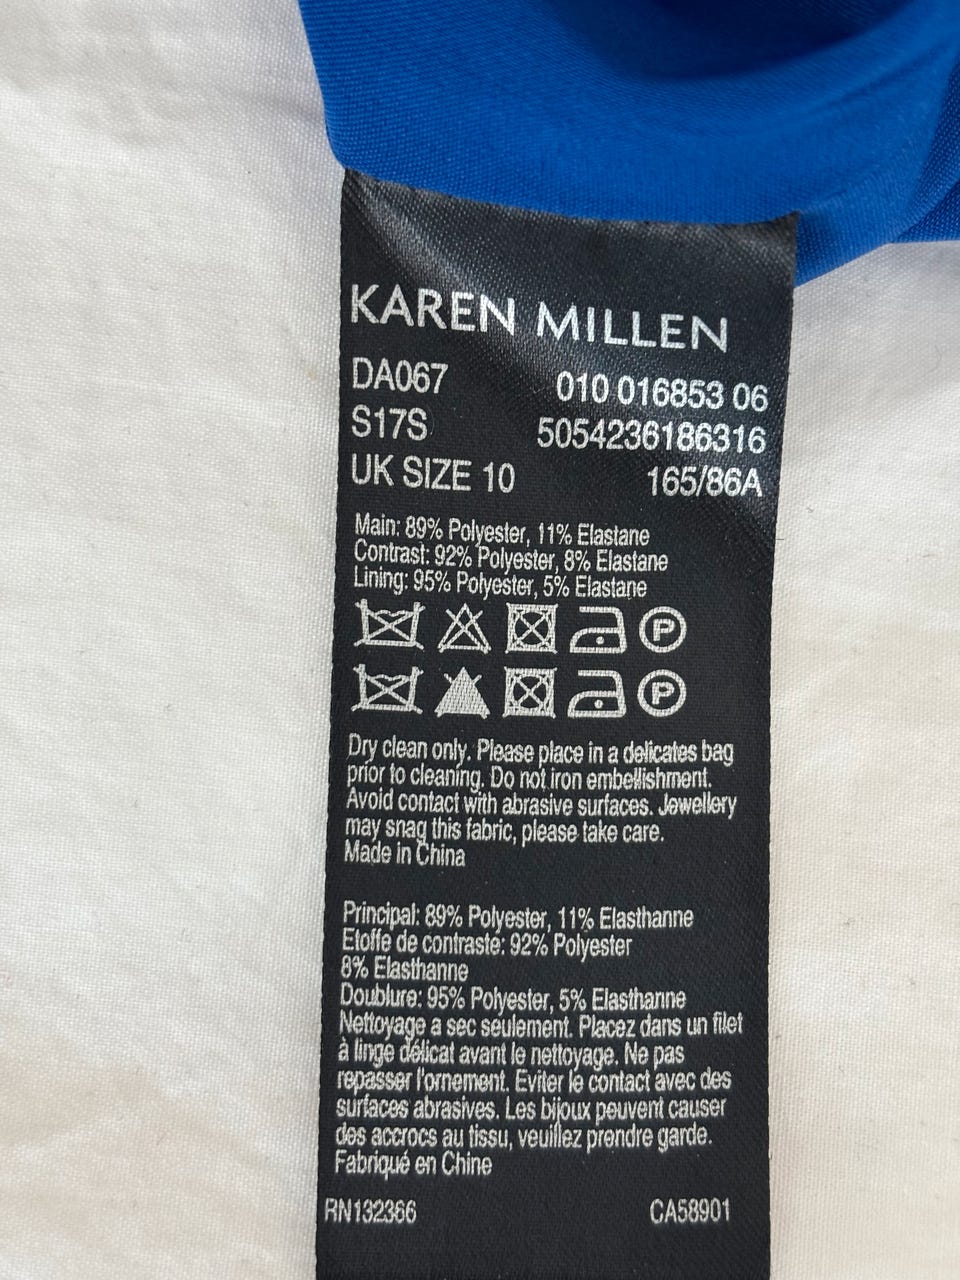 KAREN MILLEN
DA067 010 016853 06
S17S 5054236186316
UK SIZE 10 165/86A
Main: 89% Polyester, 11% Elastane
Contrast: 92% Polyester, 8% Elastane
Lining: 95% Polyester, 5% Elastane
P
P
Dry clean only. Please place in a delicates bag
prior to cleaning. Do not iron embellishment.
Avoid contact with abrasive surfaces. Jewellery
may snag this fabric, please take care.
Made in China
Principal: 89% Polyester, 11% Elasthanne
Etoffe de contraste: 92% Polyester
8% Elasthanne
Doublure: 95% Polyester, 5% Elasthanne
Nettoyage a sec seulement. Placez dans un filet
à linge délicat avant le nettoyage. Ne pas
repasser l'ornement. Eviter le contact avec des
surfaces abrasives. Les bijoux peuvent causer
des accrocs au tissu, veuillez prendre garde.
Fabriqué en Chine
RN132366 CA58901